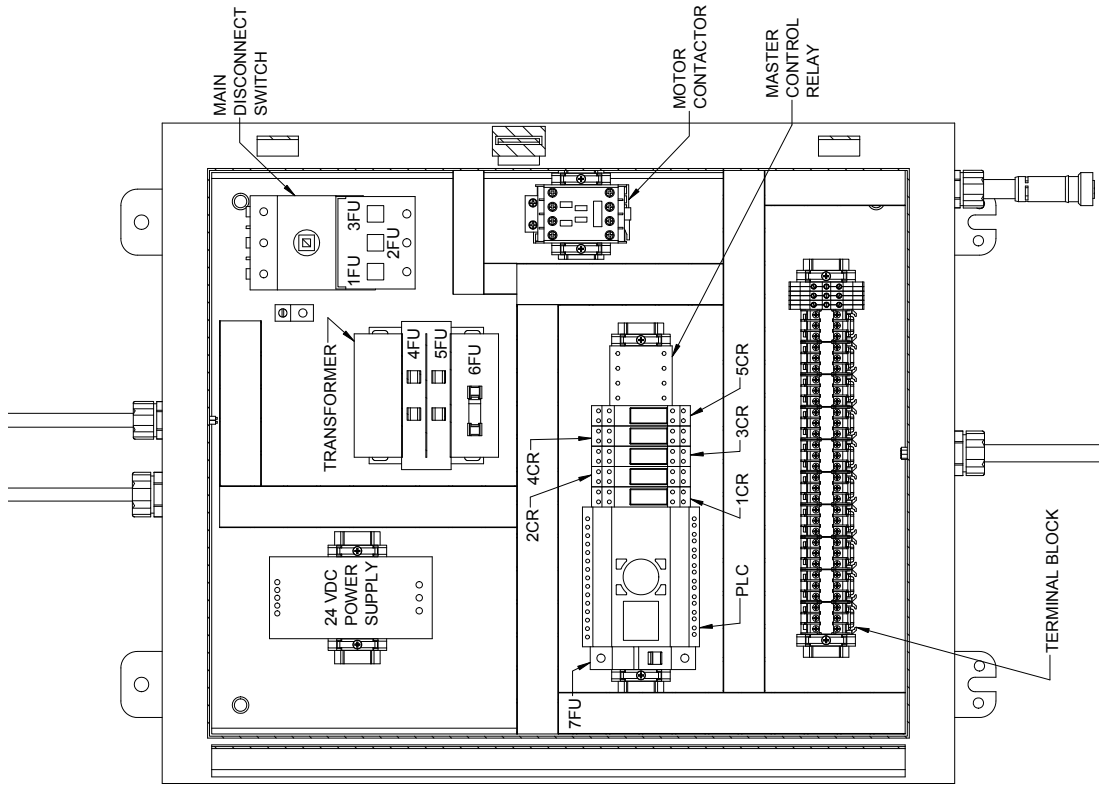 MAIN
DISCONNECT
SWITCH
1FU
2FU
3FU
MOTOR
CONTACTOR
MASTER
CONTROL
RELAY
TRANSFORMER
4FU
5FU
6FU
24 VDC
POWER
SUPPLY
2CR
4CR
1CR
3CR
5CR
7FU
PLC
TERMINAL BLOCK